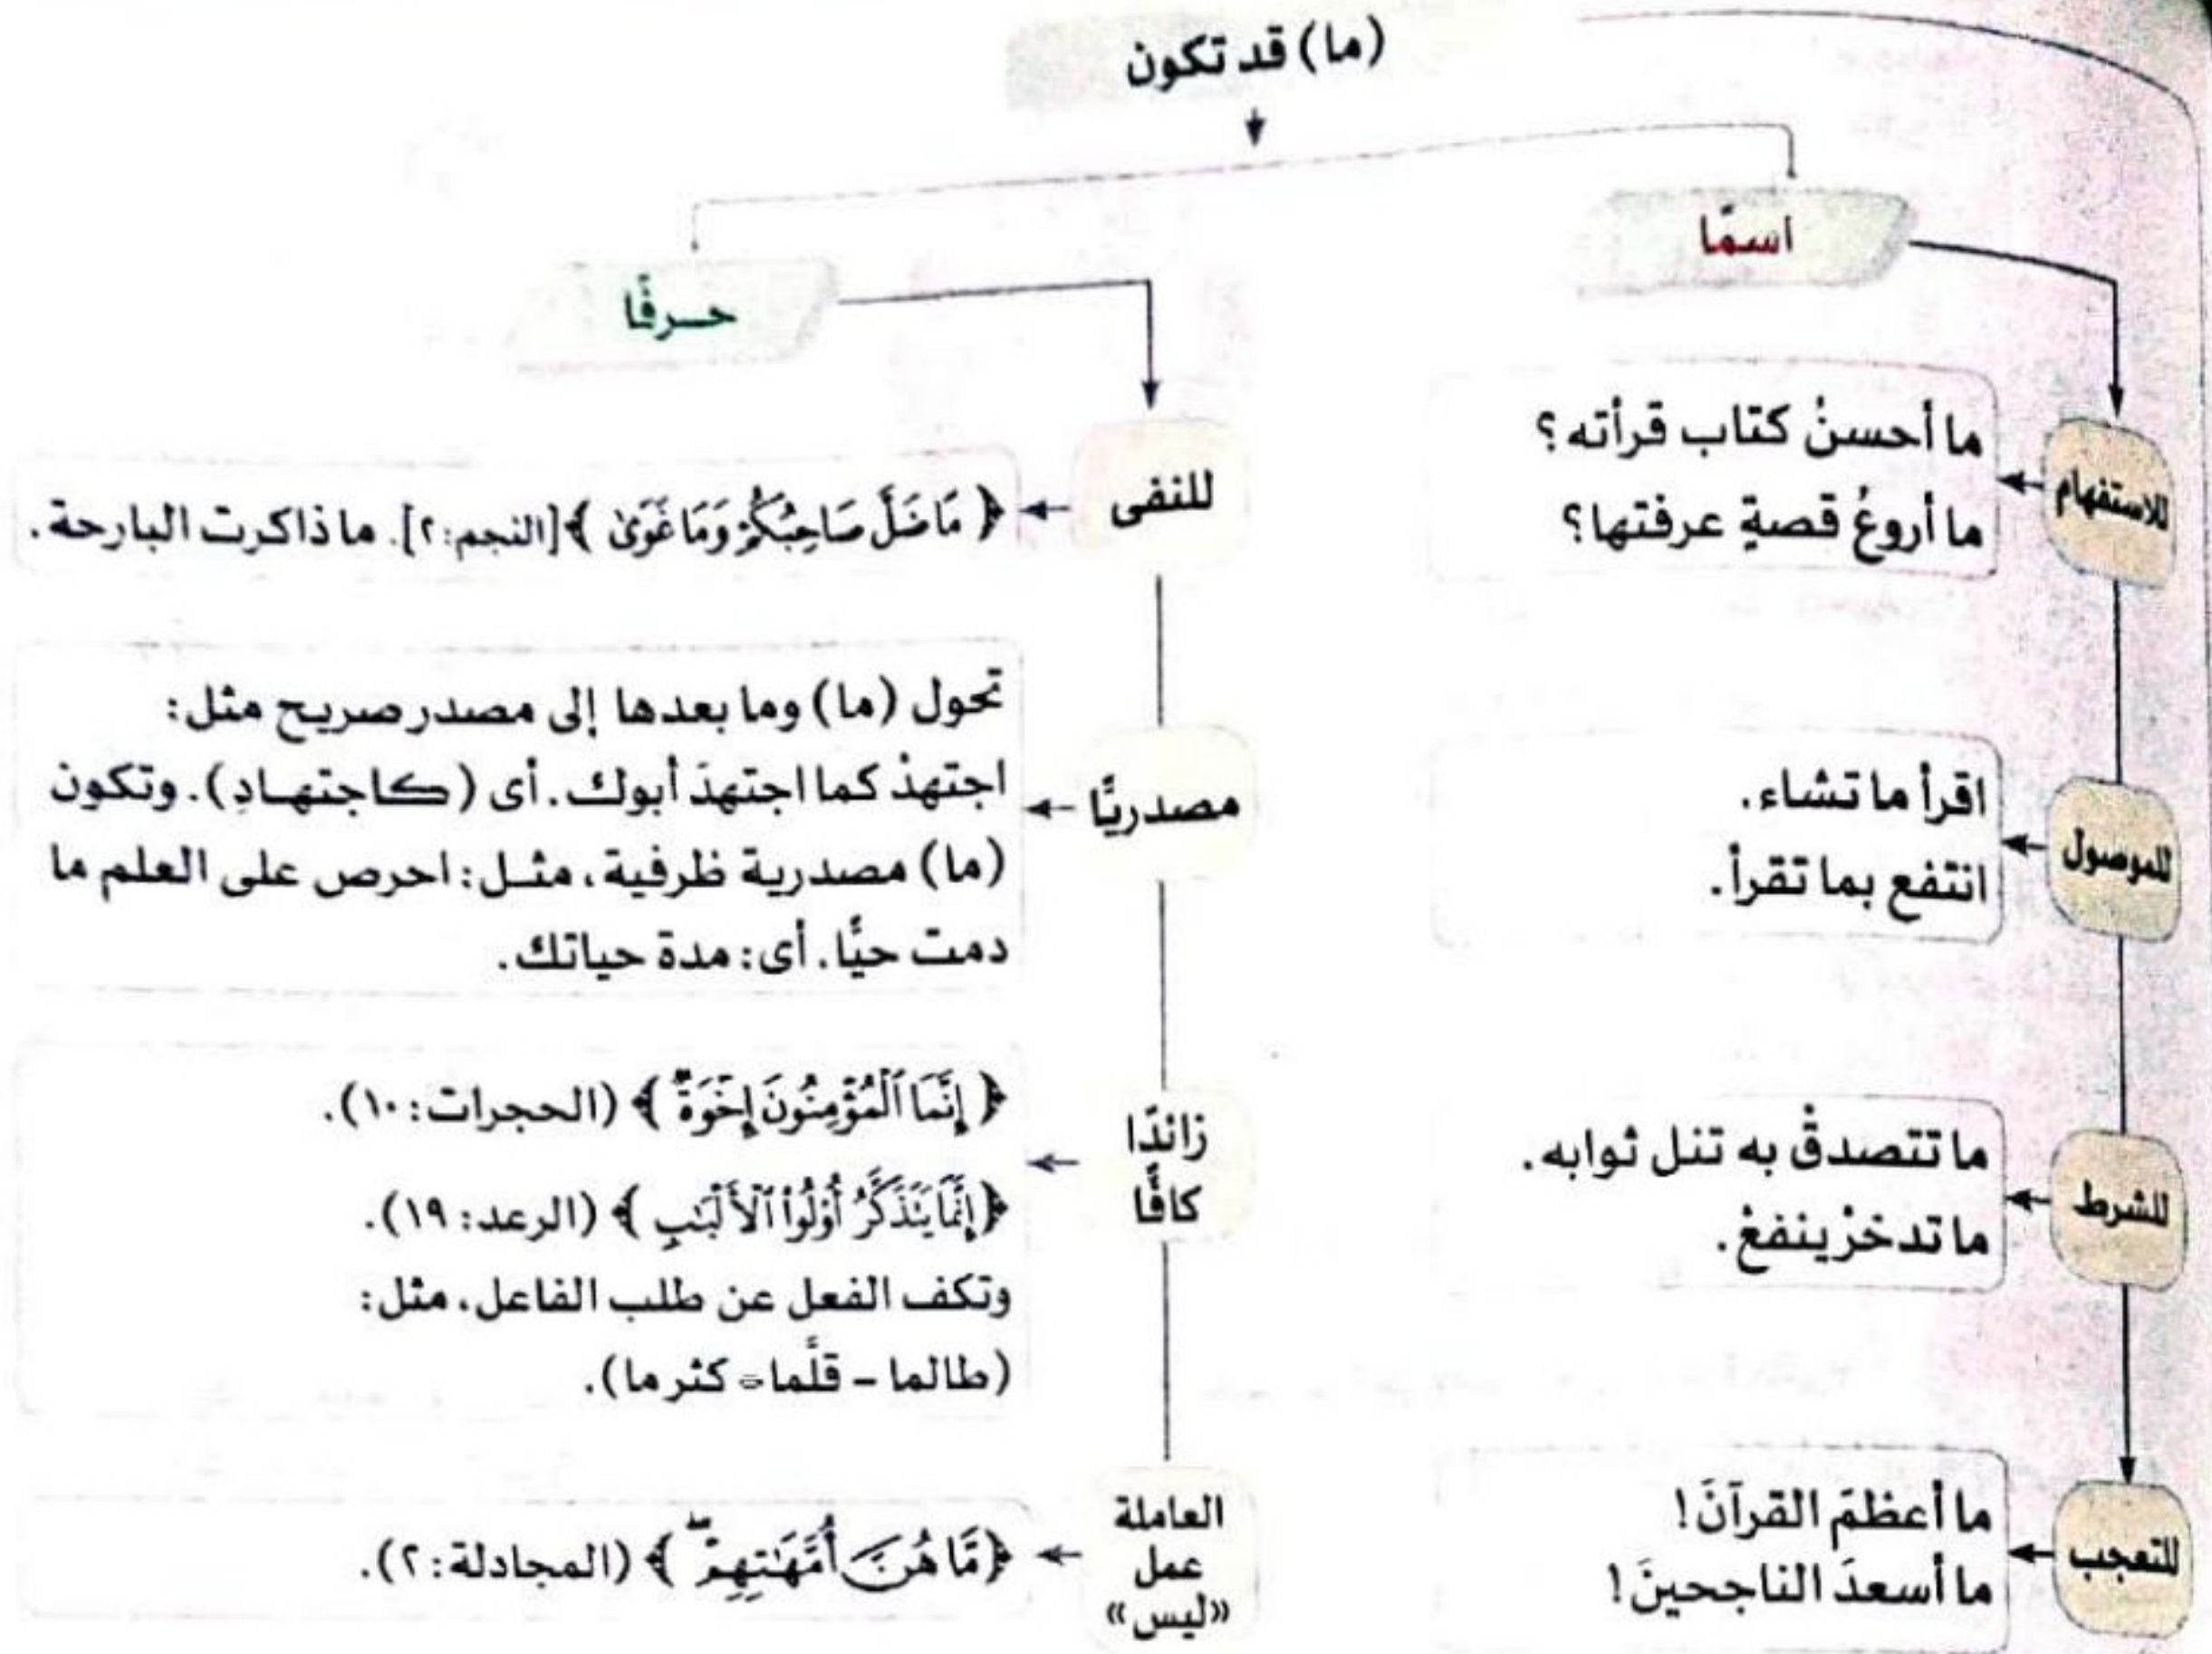 (ما) قد تكون
اسمًا
للاستفهام
ما أحسنُ كتاب قرأته؟
ما أروعُ قصةٍ عرفتها؟
للموصول
اقرأ ما تشاء.
انتفع بما تقرأ.
للشرط
ما تتصدقْ به تنل ثوابه.
ما تدخرْ ينفعْ.
للتعجب
ما أعظمَ القرآنَ!
ما أسعدَ الناجحينَ!
حرفًا
للنفى
﴿ مَا ضَلَّ صَاحِبُكُمْ وَمَا غَوَىٰ ﴾ [النجم:٢]. ما ذاكرت البارحة.
مصدريًّا
تحول (ما) وما بعدها إلى مصدر صريح مثل:
اجتهدْ كما اجتهدَ أبوك. أى (كاجتهادِ). وتكون
(ما) مصدرية ظرفية، مثل: احرص على العلم ما
دمت حيًّا. أى: مدة حياتك.
زائدًا
كافًّا
﴿ إِنَّمَا ٱلْمُؤْمِنُونَ إِخْوَةٌ ﴾ (الحجرات: ١٠).
﴿إِنَّمَا يَتَذَكَّرُ أُوْلُوا۟ ٱلْأَلْبَٰبِ ﴾ (الرعد: ١٩).
وتكف الفعل عن طلب الفاعل، مثل:
(طالما - قلَّما - كثر ما).
العاملة
عمل
«ليس»
﴿مَّا هُنَّ أُمَّهَٰتِهِمْ ۖ ﴾ (المجادلة: ٢).